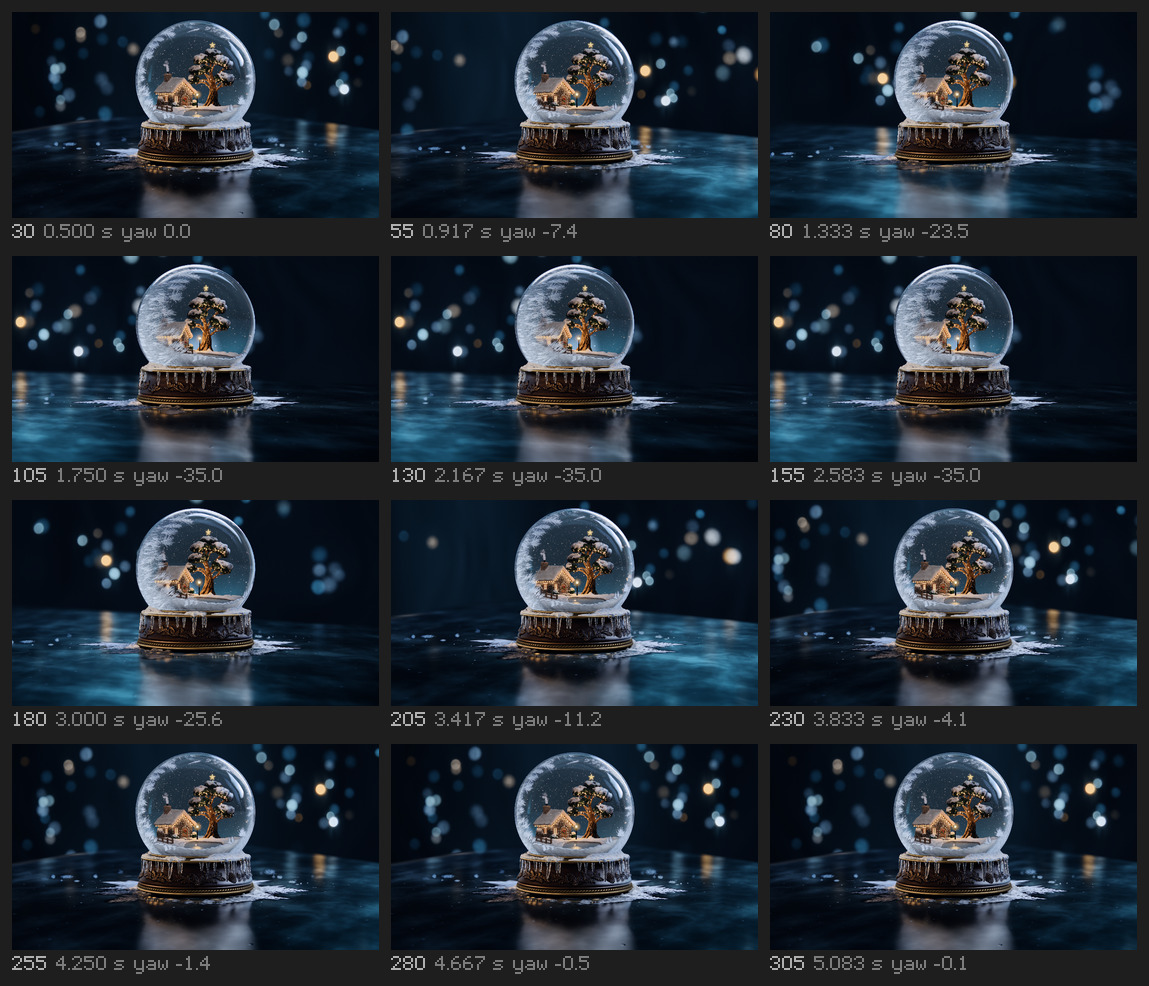 30 0.500 s yaw 0.0
55 0.917 s yaw -7.4
80 1.333 s yaw -23.5
105 1.750 s yaw -35.0
130 2.167 s yaw -35.0
155 2.583 s yaw -35.0
180 3.000 s yaw -25.6
205 3.417 s yaw -11.2
230 3.833 s yaw -4.1
255 4.250 s yaw -1.4
280 4.667 s yaw -0.5
305 5.083 s yaw -0.1